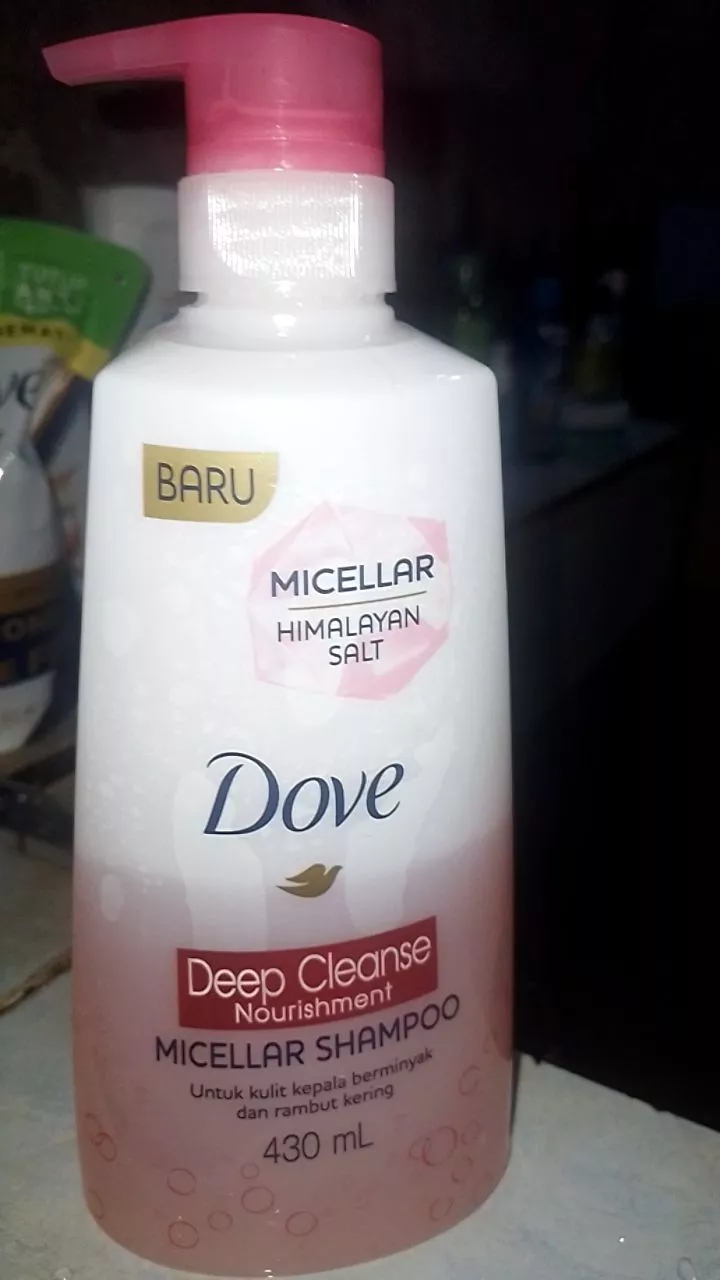 BARU
MICELLAR
HIMALAYAN
SALT
Dove
Deep Cleanse
Nourishment
MICELLAR SHAMPOO
Untuk kulit kepala berminyak
dan rambut kering
430 mL